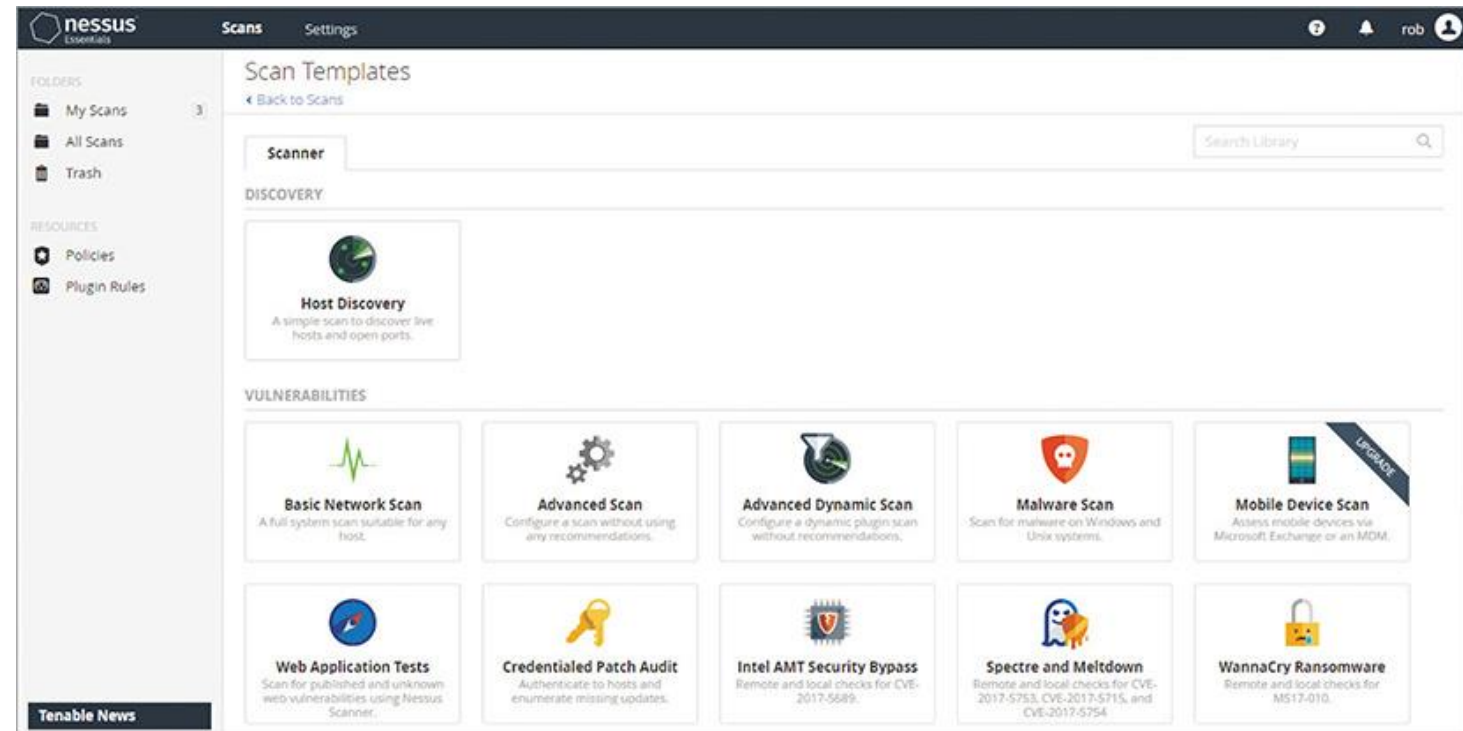 nessus
Essentials
Scans
Settings
rob
FOLDERS
My Scans
3
All Scans
Trash
RESOURCES
Policies
Plugin Rules
Tenable News
Scan Templates
Back to Scans
Scanner
Search Library
DISCOVERY
Host Discovery
A simple scan to discover live
hosts and open ports.
VULNERABILITIES
Basic Network Scan
A full system scan suitable for any
host.
Advanced Scan
Configure a scan without using
any recommendations.
Advanced Dynamic Scan
Configure a dynamic plugin scan
without recommendations.
Malware Scan
Scan for malware on Windows and
Unix systems.
UPGRADE
Mobile Device Scan
Assess mobile devices via
Microsoft Exchange or an MDM.
Web Application Tests
Scan for published and unknown
web vulnerabilities using Nessus
Scanner.
Credentialed Patch Audit
Authenticate to hosts and
enumerate missing updates.
Intel AMT Security Bypass
Remote and local checks for CVE-
2017-5689.
Spectre and Meltdown
Remote and local checks for CVE-
2017-5753, CVE-2017-5715, and
CVE-2017-5754
WannaCry Ransomware
Remote and local checks for
MS17-010.